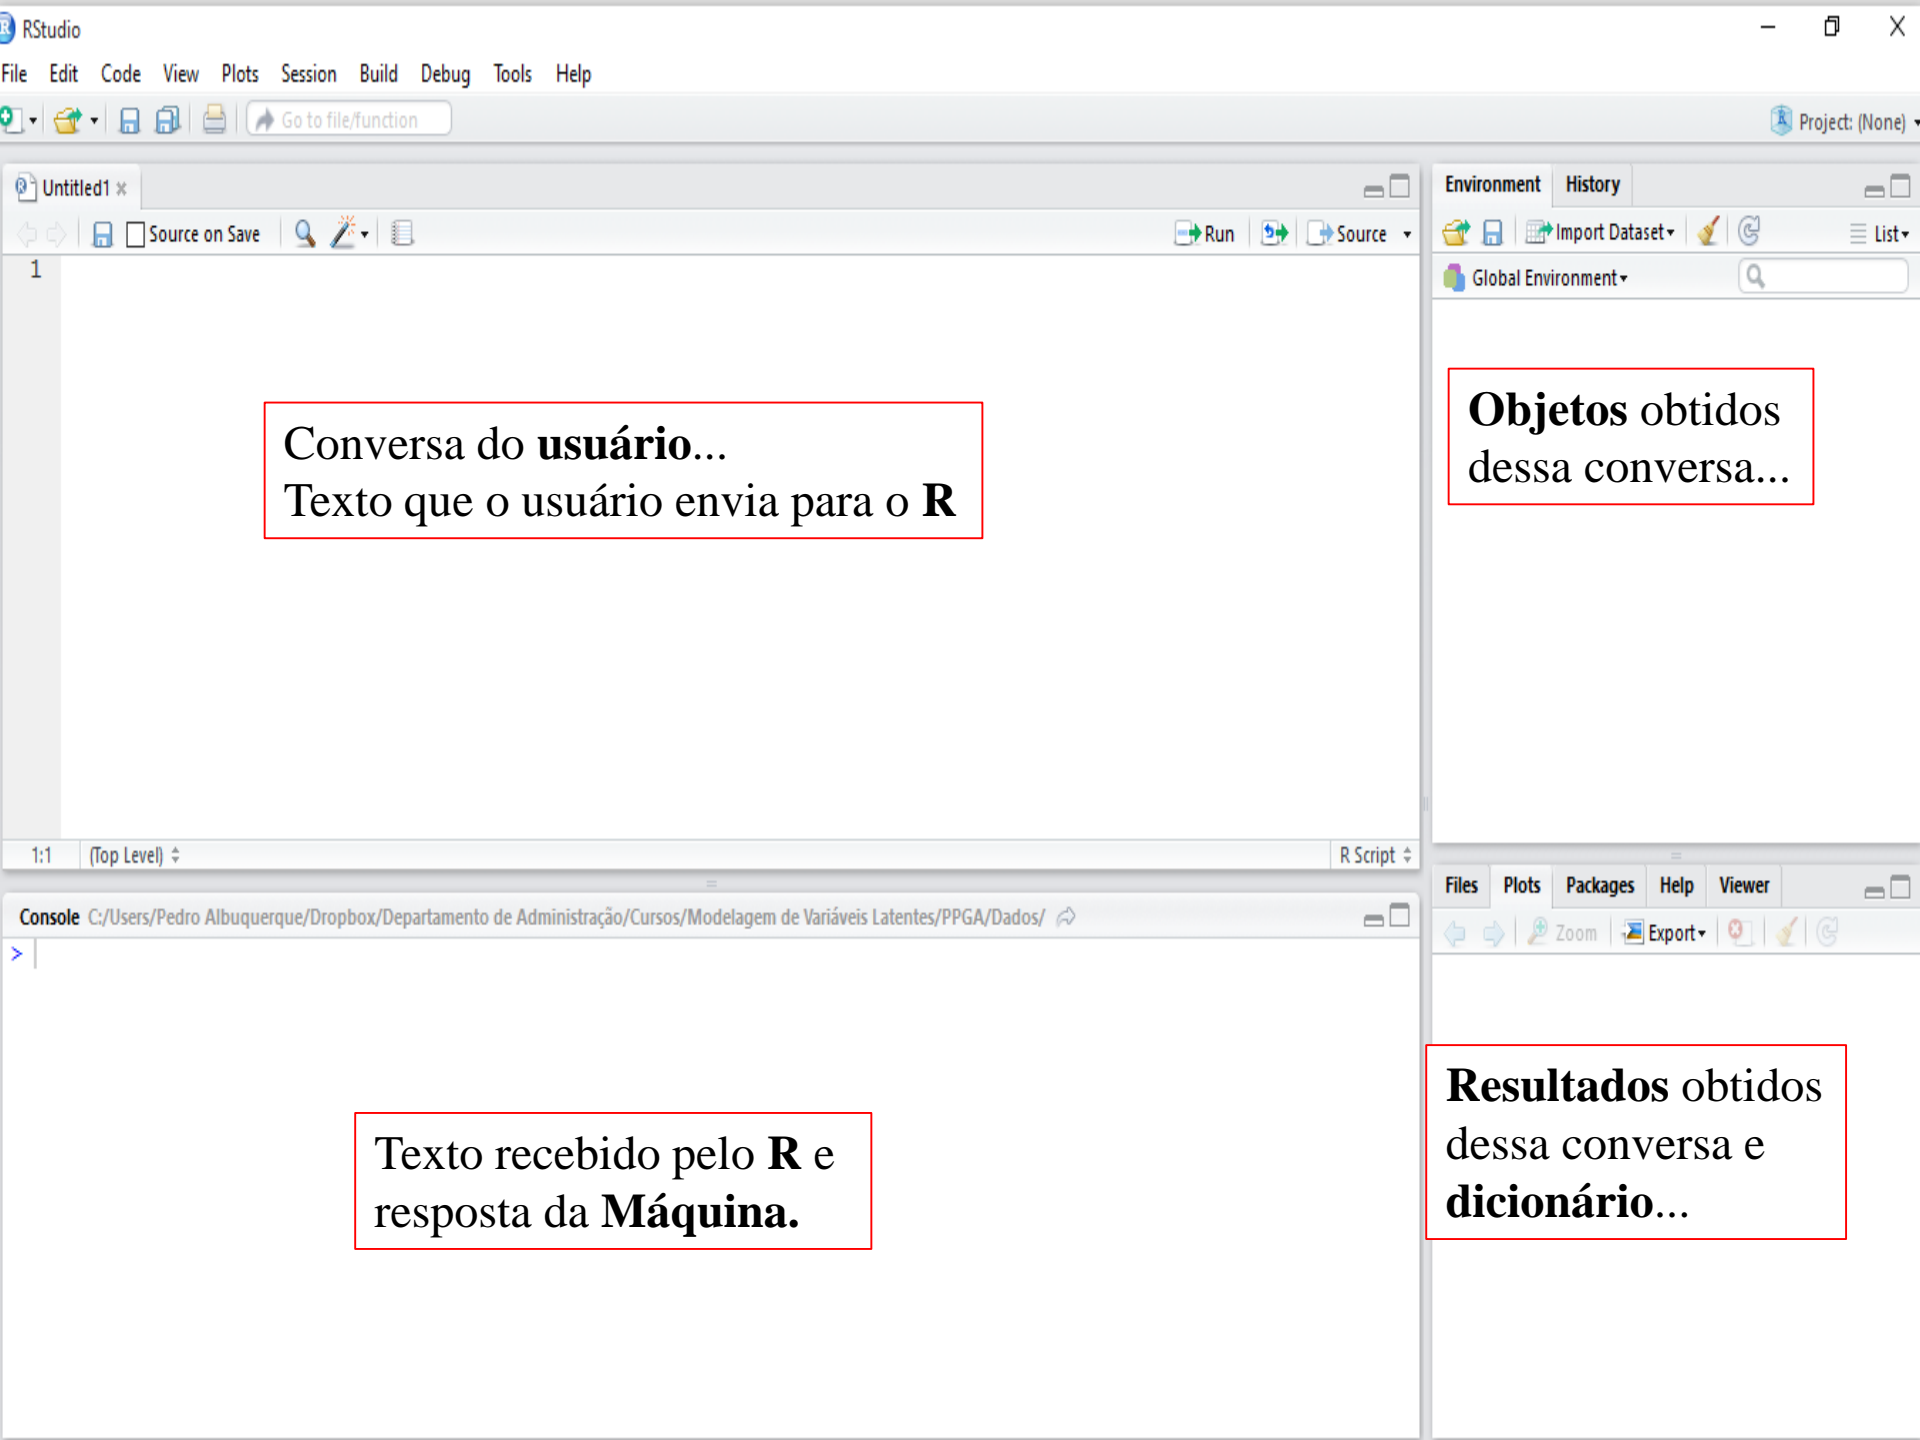 RStudio
File Edit Code View Plots Session Build Debug Tools Help
Go to file/function
Project: (None)
Untitled1
Source on Save
Run
Source
1
Conversa do usuário...
Texto que o usuário envia para o R
1:1 (Top Level)
R Script
Environment History
Import Dataset
List
Global Environment
Objetos obtidos
dessa conversa...
Console C:/Users/Pedro Albuquerque/Dropbox/Departamento de Administração/Cursos/Modelagem de Variáveis Latentes/PPGA/Dados/
>
Texto recebido pelo R e
resposta da Máquina.
Files Plots Packages Help Viewer
Zoom Export
Resultados obtidos
dessa conversa e
dicionário...